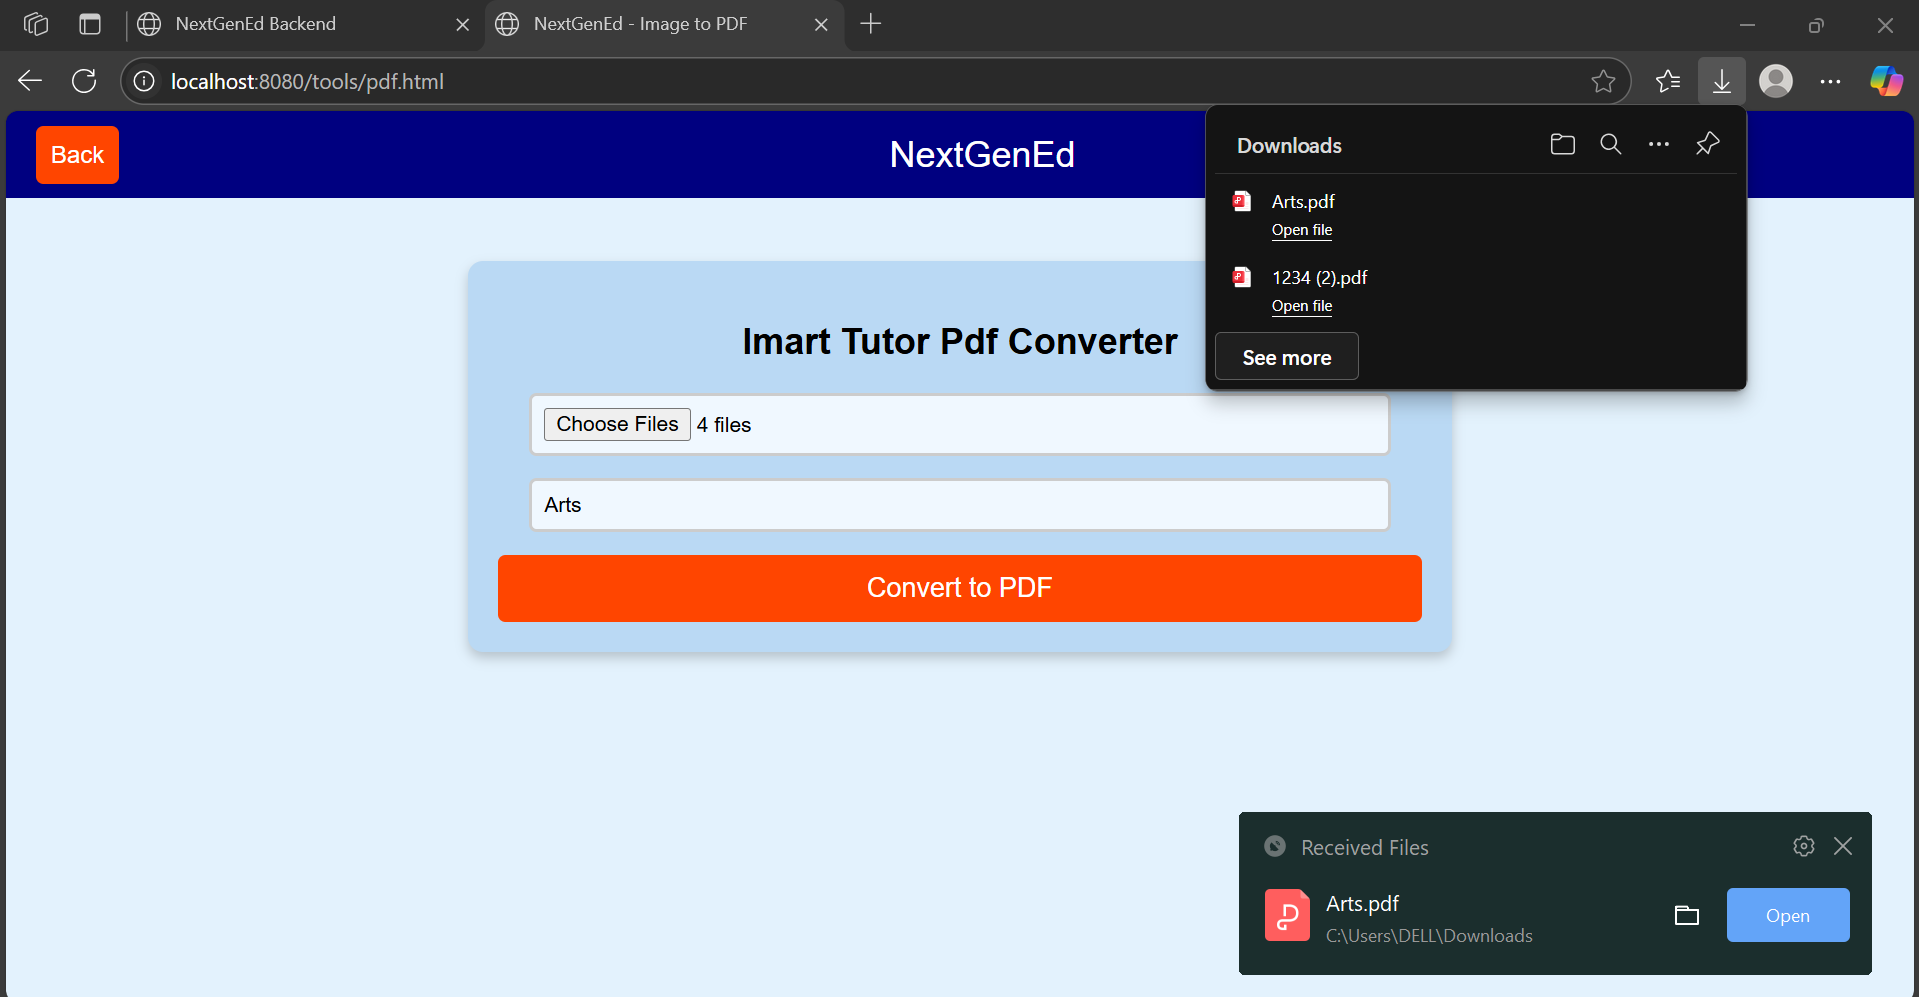 NextGenEd Backend
NextGenEd - Image to PDF
localhost:8080/tools/pdf.html
Back
NextGenEd
Downloads
Arts.pdf
Open file
1234 (2).pdf
Open file
See more
Imart Tutor Pdf Converter
Choose Files 4 files
Arts
Convert to PDF
Received Files
Arts.pdf
C:\Users\DELL\Downloads
Open